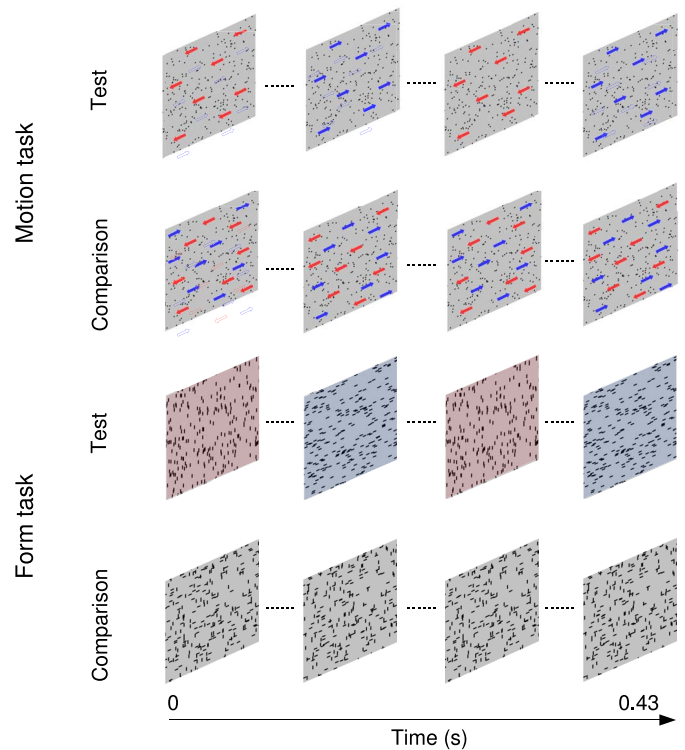 Motion task
Test
Comparison
Form task
Test
Comparison
0
0.43
Time (s)